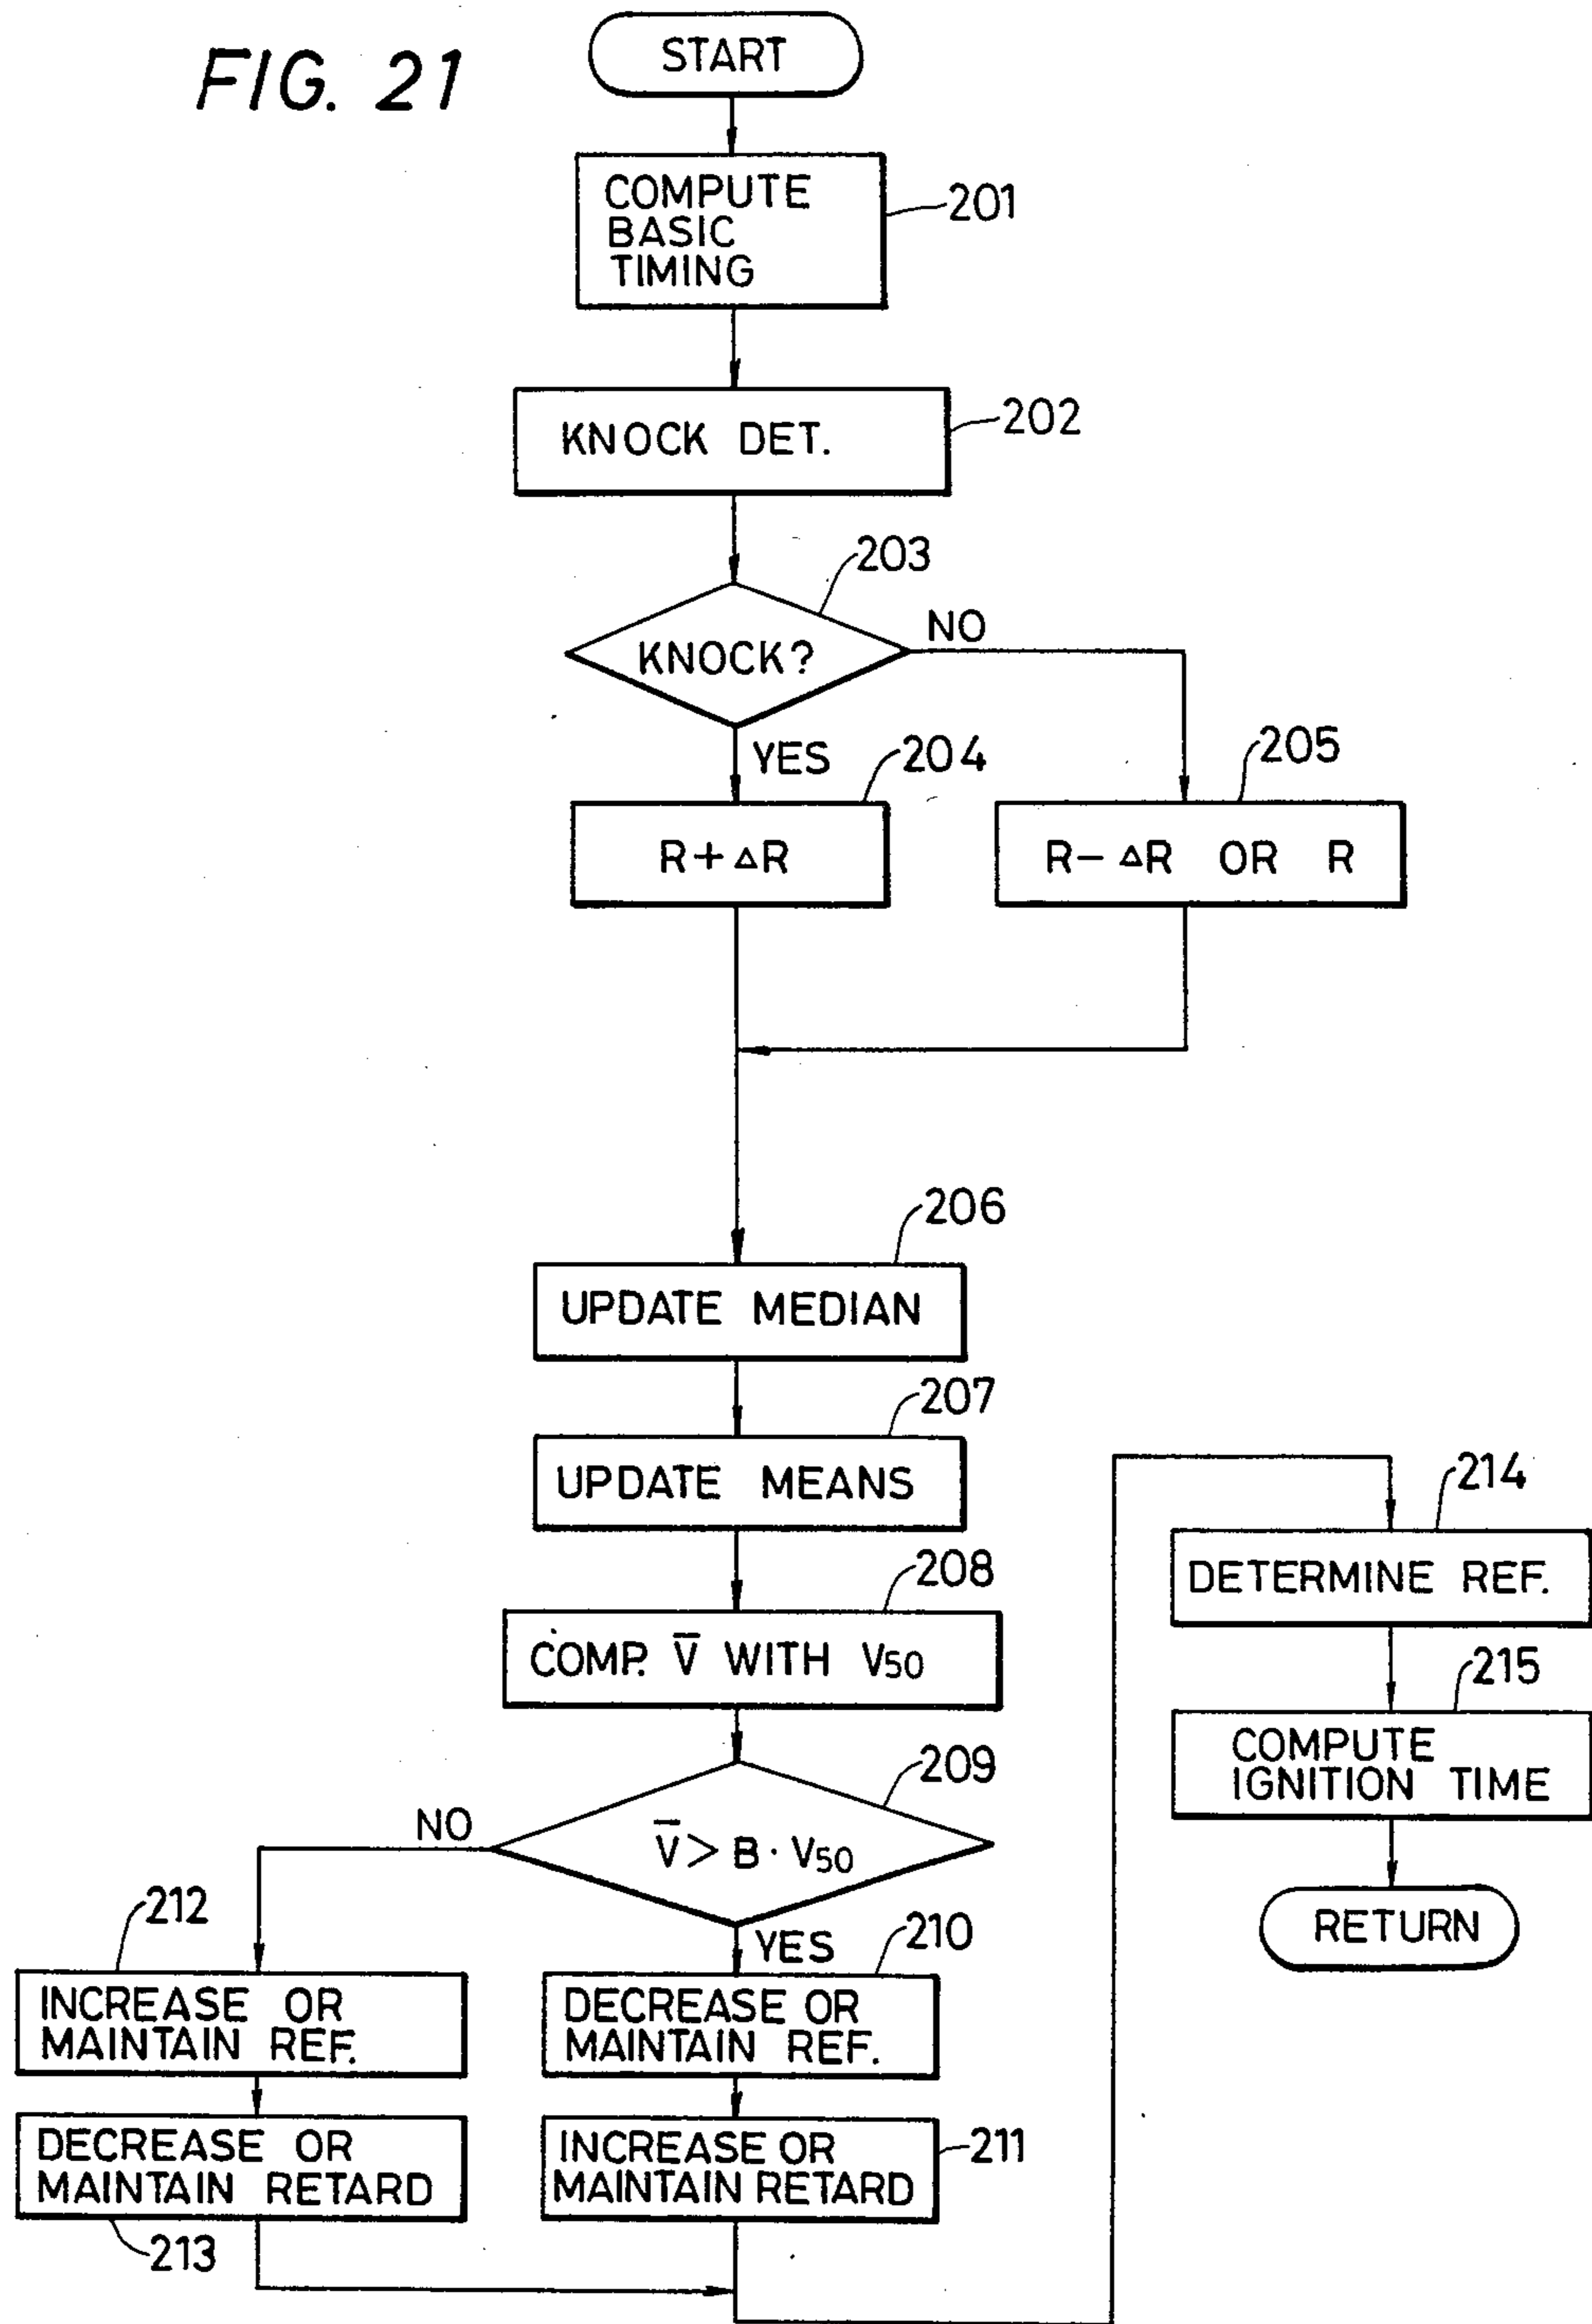 FIG. 21
START
COMPUTE
BASIC
TIMING
201
KNOCK DET.
202
203
KNOCK?
NO
YES
204
R + △R
205
R - △R OR R
206
UPDATE MEDIAN
207
UPDATE MEANS
208
COMP. V̅ WITH V₅₀
209
V̅ > B · V₅₀
NO
YES
212
INCREASE OR
MAINTAIN REF.
210
DECREASE OR
MAINTAIN REF.
DECREASE OR
MAINTAIN RETARD
213
INCREASE OR
MAINTAIN RETARD
211
214
DETERMINE REF.
215
COMPUTE
IGNITION TIME
RETURN